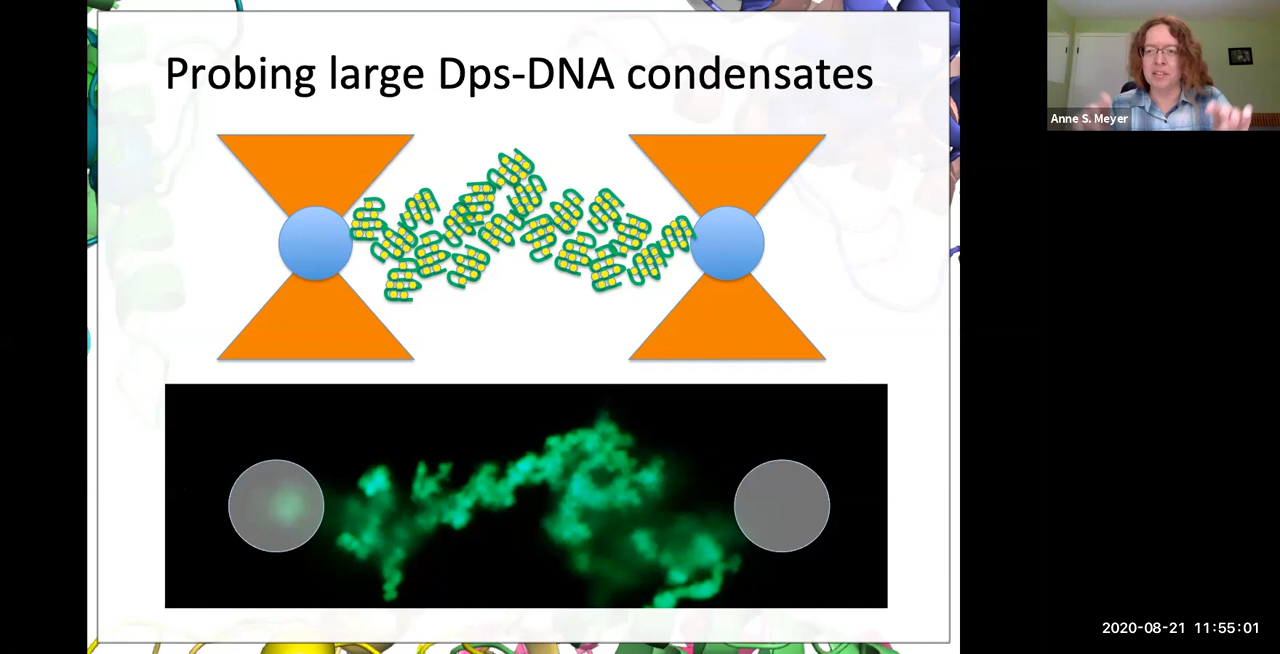 Probing large Dps-DNA condensates
Anne S. Meyer
2020-08-21 11:55:01